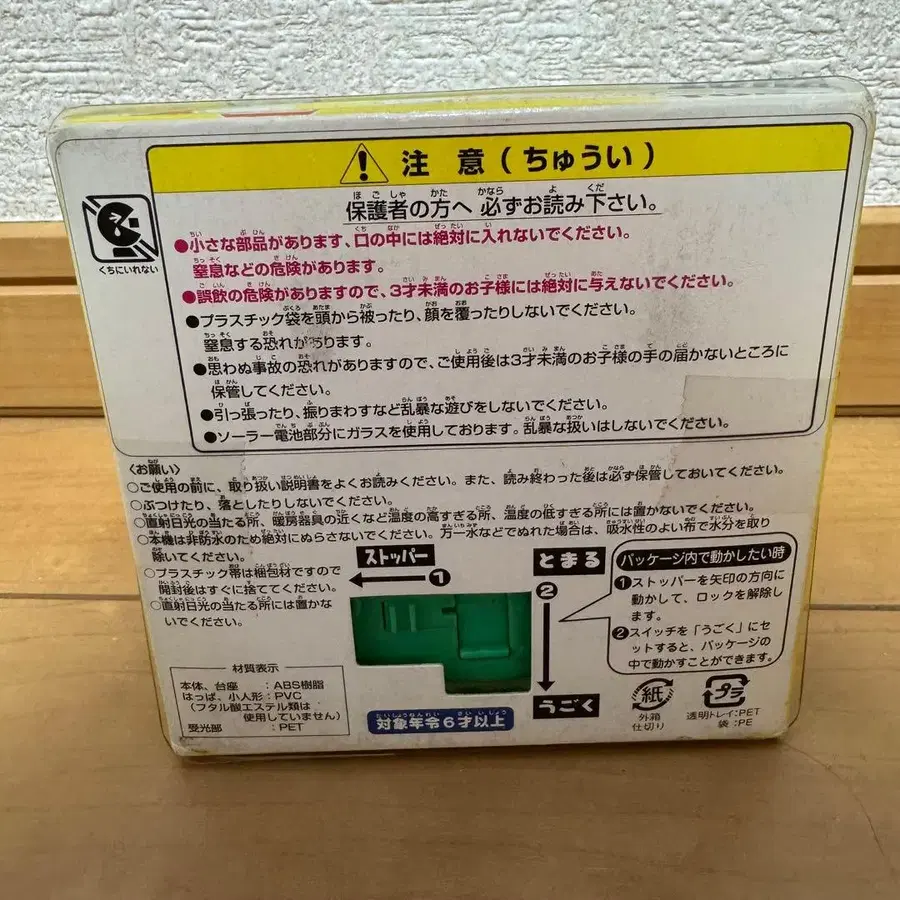 注意(ちゅうい)
保護者の方へ 必ずお読み下さい。
くちにいれない
●小さな部品があります、口の中には絶対に入れないでください。
窒息などの危険があります。
●誤飲の危険がありますので、3才未満のお子様には絶対に与えないでください。
●プラスチック袋を頭から被ったり、顔を覆ったりしないでください。
窒息する恐れがあります。
●思わぬ事故の恐れがありますので、ご使用後は3才未満のお子様の手の届かないところに
保管してください。
●引っ張ったり、振りまわすなど乱暴な遊びをしないでください。
●ソーラー電池部分にガラスを使用しております。乱暴な扱いはしないでください。
〈お願い〉
○ご使用の前に、取り扱い説明書をよくお読みください。また、読み終わった後は必ず保管しておいてください。
○ぶつけたり、落としたりしないでください。
○直射日光の当たる所、暖房器具の近くなど温度の高すぎる所、温度の低すぎる所には置かないでください。
○本機は非防水のため絶対にぬらさないでください。万一水などでぬれた場合は、吸水性のよい布で水分を取り
除いてください。
○プラスチック帯は梱包材ですので
開封後はすぐに捨ててください。
○直射日光の当たる所には置かな
いでください。
ストッパー
①
とまる
②
うごく
パッケージ内で動かしたい時
①ストッパーを矢印の方向に
動かして、ロックを解除し
ます。
②スイッチを「うごく」にセ
ットすると、パッケージの
中で動かすことができます。
材質表示
本体、台座 :ABS樹脂
はっぱ、小人形:PVC
(フタル酸エステル類は
使用していません)
受光部 :PET
対象年令6才以上
紙
外箱
仕切り
プラ
透明トレイ:PET
袋:PE